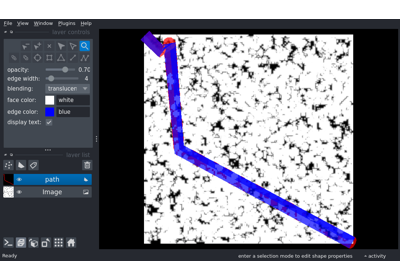 File View Window Plugins Help
layer controls
opacity: 0.70
edge width: 4
blending: translucent
face color: white
edge color: blue
display text:
layer list
path
Image
Ready
enter a selection mode to edit shape properties
activity